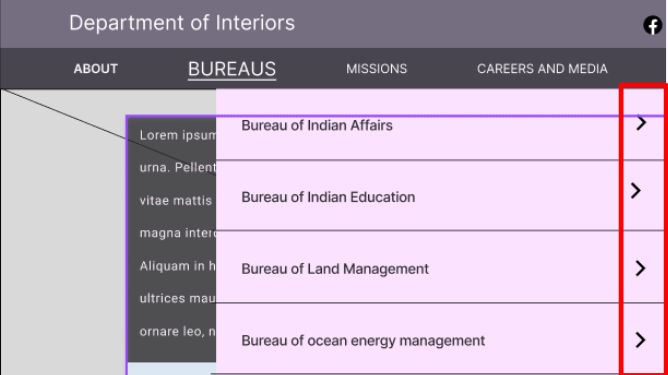 Department of Interiors
ABOUT BUREAUS MISSIONS CAREERS AND MEDIA
Bureau of Indian Affairs
Lorem ipsum
urna. Pellent
Bureau of Indian Education
vitae mattis
magna
Aliquam in
Bureau of Land Management
ultrices
ornare leo,
Bureau of ocean energy management